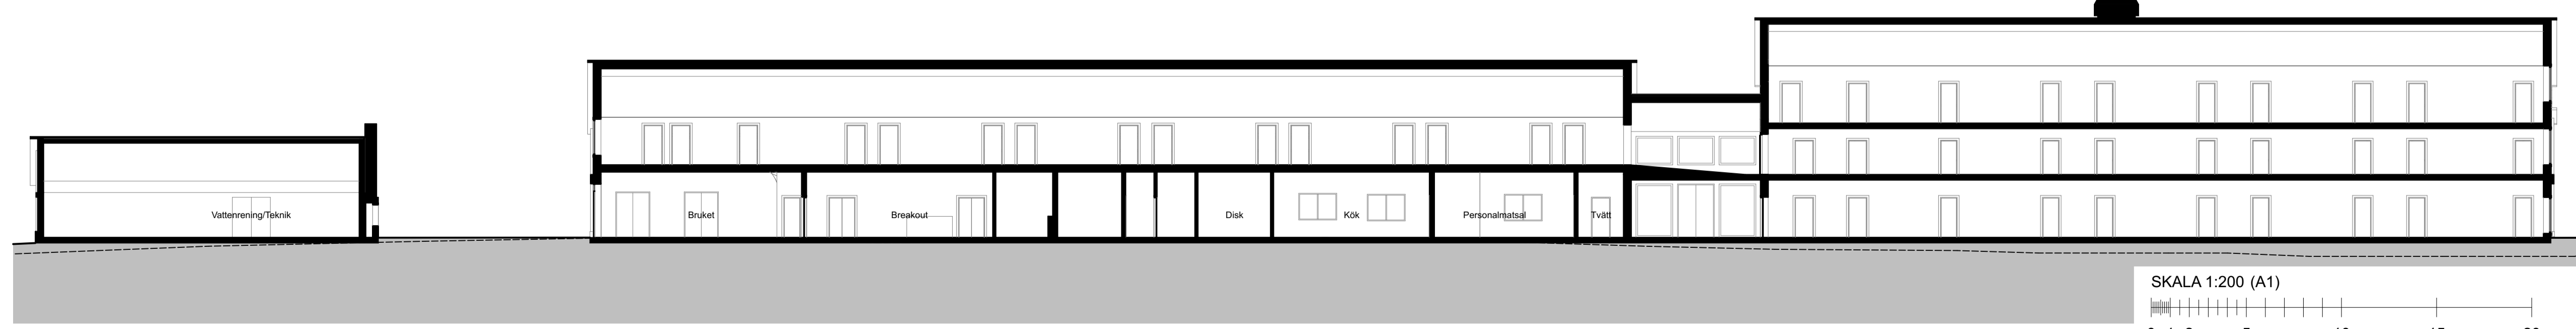 Vattenrening/Teknik
Bruket
Breakout
Disk
Kök
Personalmatsal
Tvätt
SKALA 1:200 (A1)